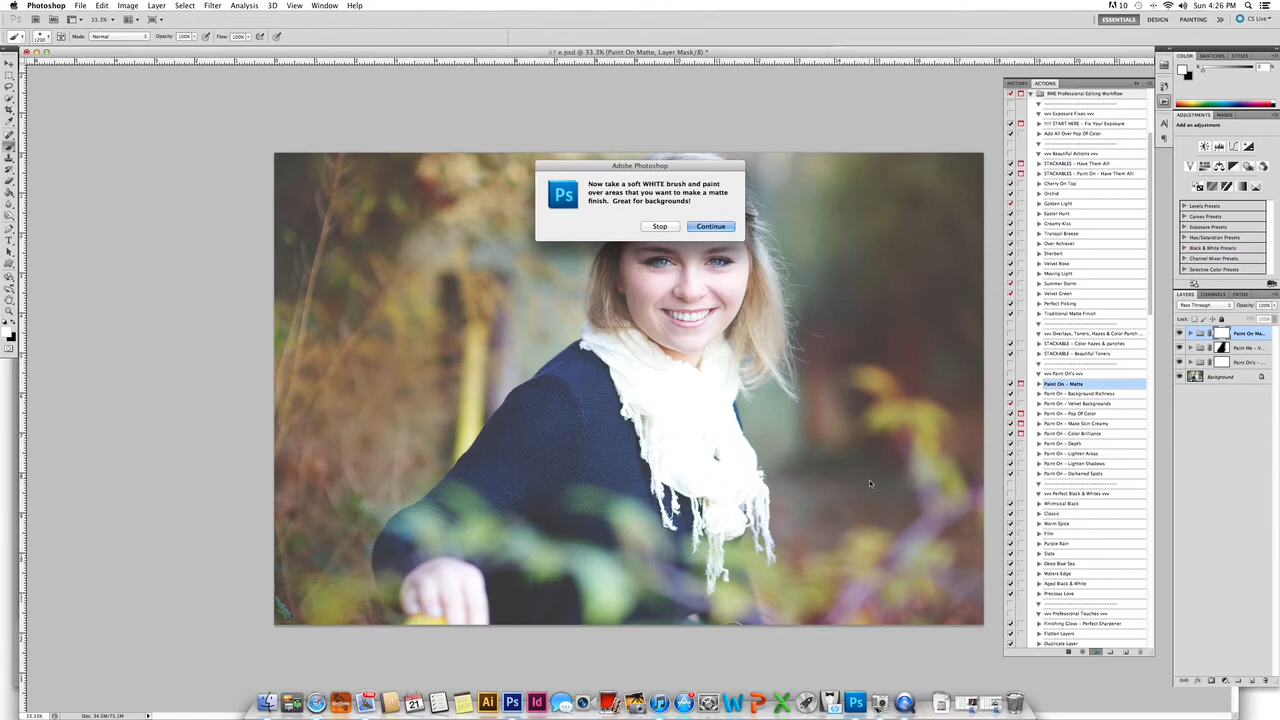 Photoshop File Edit Image Layer Select Filter Analysis 3D View Window Help
10 Sun 4:26 PM
33.3% ESSENTIALS DESIGN PAINTING CS Live
1200 Mode: Normal Opacity: 100% Flow: 100%
e.psd @ 33.3% (Paint On Matte, Layer Mask/8) *
Adobe Photoshop
Now take a soft WHITE brush and paint
over areas that you want to make a matte
finish. Great for backgrounds!
Stop Continue
HISTORY ACTIONS
RME Professional Editing Workflow
vvv Exposure Fixes vvv
!!!! START HERE - Fix Your Exposure
Add All Over Pop Of Color
vvv Beautiful Actions vvv
STACKABLES - Have Them All!
STACKABLES - Paint On - Have Them All!
Cherry On Top
Orchid
Golden Light
Easter Hunt
Creamy Kiss
Tranquil Breeze
Over Achiever
Sherbert
Velvet Rose
Moving Light
Summer Storm
Velvet Green
Perfect Picking
Traditional Matte Finish
vvv Overlays, Toners, Hazes & Color Punch ...
STACKABLE - Color hazes & punches
STACKABLE - Beautiful Toners
vvv Paint On's vvv
Paint On - Matte
Paint On - Background Richness
Paint On - Velvet Backgrounds
Paint On - Pop Of Color
Paint On - Make Skin Creamy
Paint On - Color Brilliance
Paint On - Depth
Paint On - Lighten Areas
Paint On - Lighten Shadows
Paint On - Darkened Spots
vvv Perfect Black & Whites vvv
Whimsical Black
Classic
Warm Spice
Film
Purple Rain
Slate
Deep Blue Sea
Waters Edge
Aged Black & White
Precious Love
vvv Professional Touches vvv
Finishing Gloss - Perfect Sharpener
Flatten Layers
Duplicate Layer
COLOR SWATCHES STYLES
K 0 %
ADJUSTMENTS MASKS
Add an adjustment
Levels Presets
Curves Presets
Exposure Presets
Hue/Saturation Presets
Black & White Presets
Channel Mixer Presets
Selective Color Presets
LAYERS CHANNELS PATHS
Pass Through Opacity: 100%
Lock: 100%
Paint On Ma...
Paint Me - V...
Paint On's - ...
Background
33.33% Doc: 34.5M/75.1M